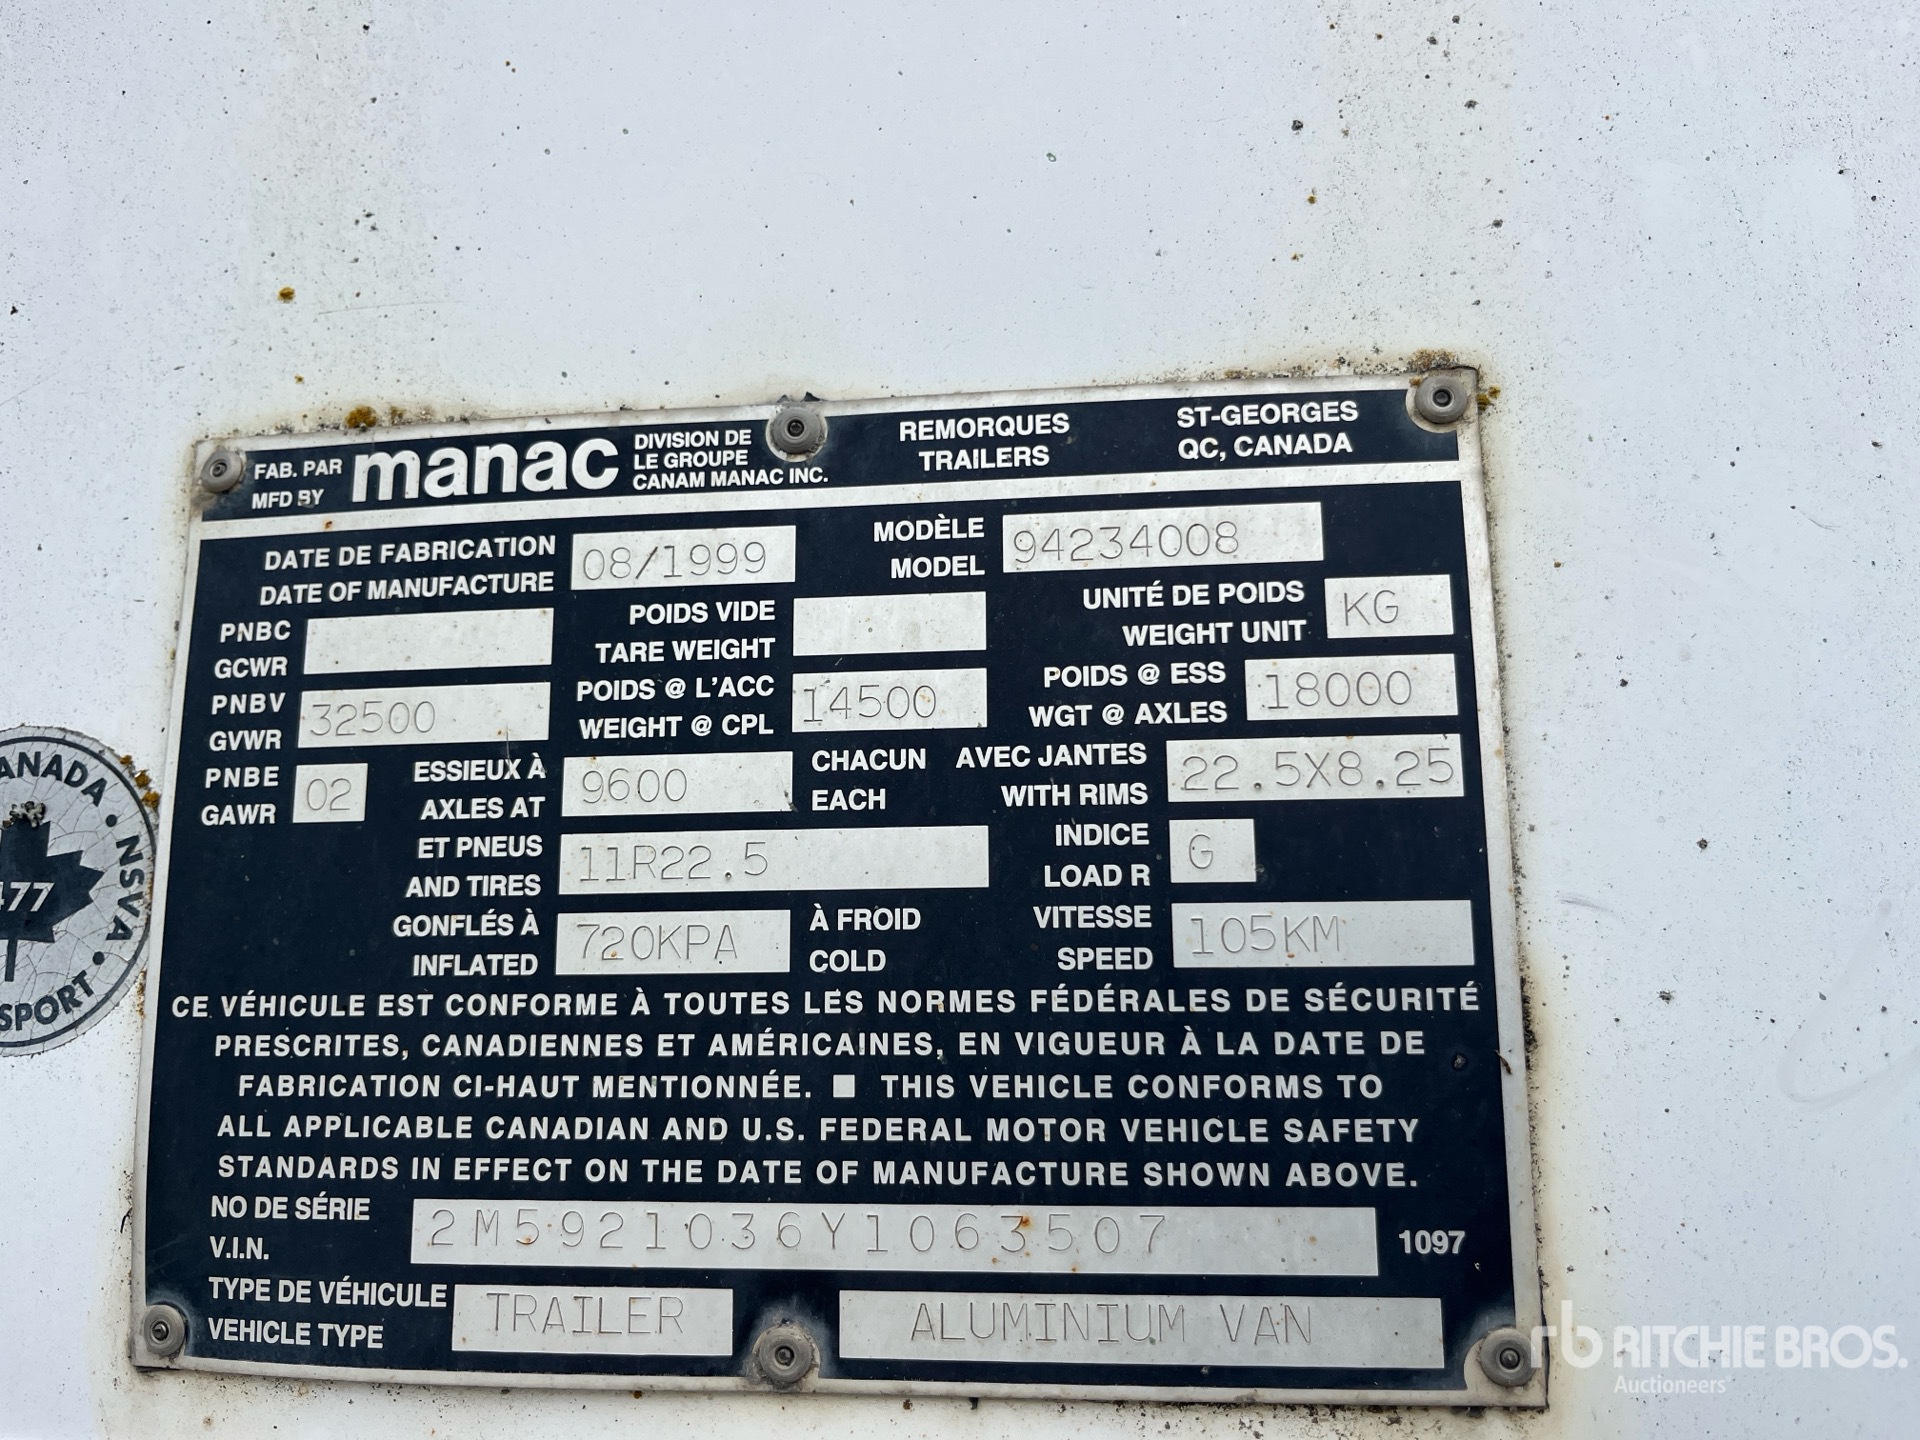 FAB. PAR
MFD BY
manac
DIVISION DE
LE GROUPE
CANAM MANAC INC.
REMORQUES
TRAILERS
ST-GEORGES
QC, CANADA
DATE DE FABRICATION
DATE OF MANUFACTURE
08/1999
MODÈLE
MODEL
94234008
PNBC
GCWR
POIDS VIDE
TARE WEIGHT
UNITÉ DE POIDS
WEIGHT UNIT
KG
PNBV
GVWR
32500
POIDS @ L'ACC
WEIGHT @ CPL
14500
POIDS @ ESS
WGT @ AXLES
18000
PNBE
GAWR
02
ESSIEUX À
AXLES AT
9600
CHACUN
EACH
AVEC JANTES
WITH RIMS
22.5X8.25
ET PNEUS
AND TIRES
11R22.5
INDICE
LOAD R
G
GONFLÉS À
INFLATED
720KPA
À FROID
COLD
VITESSE
SPEED
105KM
CE VÉHICULE EST CONFORME À TOUTES LES NORMES FÉDÉRALES DE SÉCURITÉ
PRESCRITES, CANADIENNES ET AMÉRICAINES, EN VIGUEUR À LA DATE DE
FABRICATION CI-HAUT MENTIONNÉE. ■ THIS VEHICLE CONFORMS TO
ALL APPLICABLE CANADIAN AND U.S. FEDERAL MOTOR VEHICLE SAFETY
STANDARDS IN EFFECT ON THE DATE OF MANUFACTURE SHOWN ABOVE.
NO DE SÉRIE
V.I.N.
2M5921036Y1063507
1097
TYPE DE VÉHICULE
VEHICLE TYPE
TRAILER
ALUMINIUM VAN
NSVA
rb RITCHIE BROS.
Auctioneers